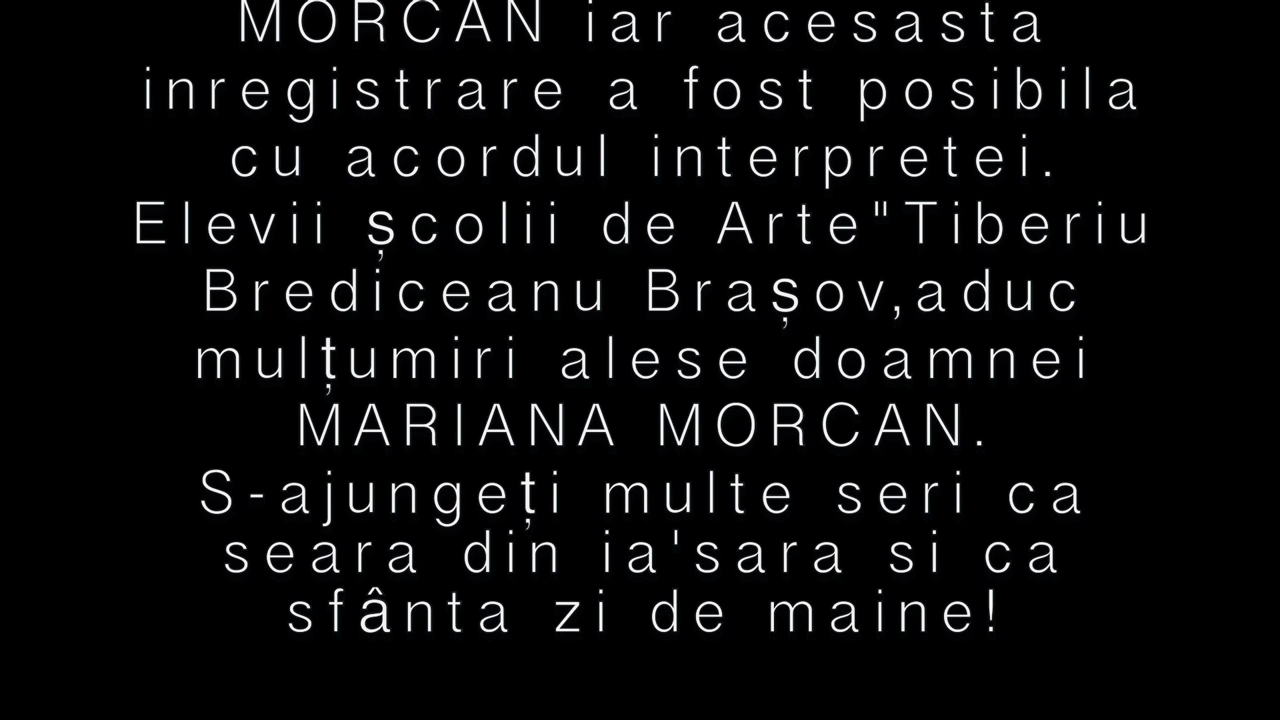 MORCAN iar acesasta
inregistrare a fost posibila
cu acordul interpretei.
Elevii școlii de Arte"Tiberiu
Brediceanu Brașov,aduc
mulțumiri alese doamnei
MARIANA MORCAN.
S-ajungeți multe seri ca
seara din ia'sara si ca
sfânta zi de maine!